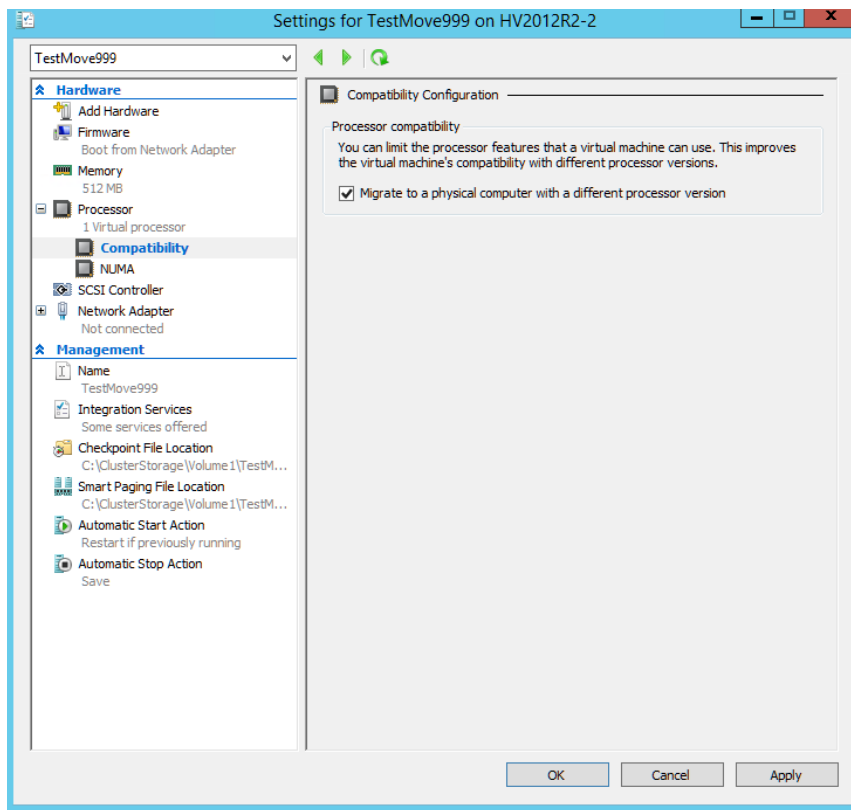 Settings for TestMove999 on HV2012R2-2
TestMove999
Hardware
Add Hardware
Firmware
Boot from Network Adapter
Memory
512 MB
Processor
1 Virtual processor
Compatibility
NUMA
SCSI Controller
Network Adapter
Not connected
Management
Name
TestMove999
Integration Services
Some services offered
Checkpoint File Location
C:\ClusterStorage\Volume1\TestM...
Smart Paging File Location
C:\ClusterStorage\Volume1\TestM...
Automatic Start Action
Restart if previously running
Automatic Stop Action
Save
Compatibility Configuration
Processor compatibility
You can limit the processor features that a virtual machine can use. This improves
the virtual machine's compatibility with different processor versions.
Migrate to a physical computer with a different processor version
OK
Cancel
Apply